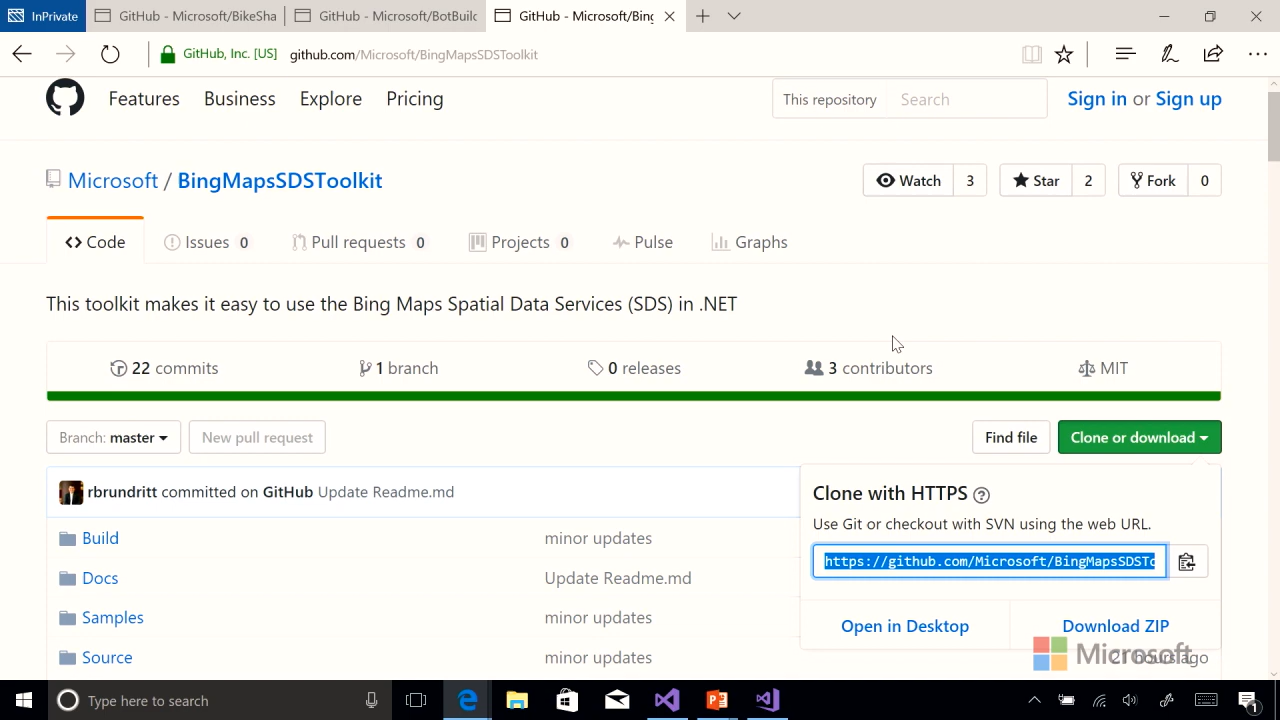 InPrivate
GitHub - Microsoft/BikeSha
GitHub - Microsoft/BotBuilc
GitHub - Microsoft/Bing
GitHub, Inc. [US] github.com/Microsoft/BingMapsSDSToolkit
Features Business Explore Pricing
This repository Search
Sign in or Sign up
Microsoft / BingMapsSDSToolkit
Watch 3
Star 2
Fork 0
Code
Issues 0
Pull requests 0
Projects 0
Pulse
Graphs
This toolkit makes it easy to use the Bing Maps Spatial Data Services (SDS) in .NET
22 commits
1 branch
0 releases
3 contributors
MIT
Branch: master
New pull request
Find file
Clone or download
rbrundritt committed on GitHub Update Readme.md
Build minor updates
Docs Update Readme.md
Samples minor updates
Source minor updates
Clone with HTTPS
Use Git or checkout with SVN using the web URL.
https://github.com/Microsoft/BingMapsSDSTo
Open in Desktop
Download ZIP
Microsoft
21 hours ago
Type here to search
1